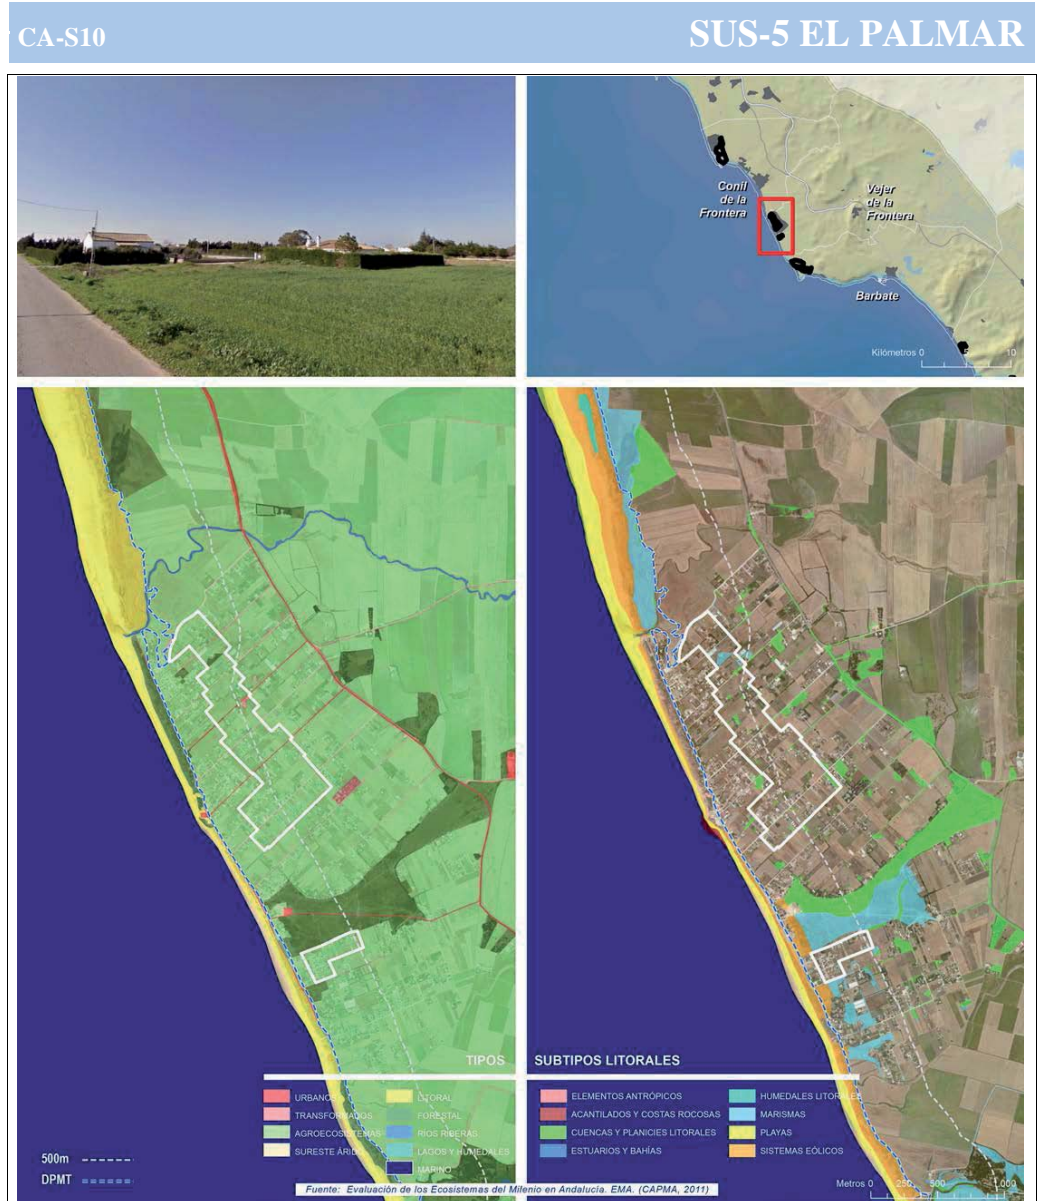 CA-S10
SUS-5 EL PALMAR
Conil
de la
Frontera
Vejer
de la
Frontera
Barbate
Kilómetros 0 5 10
TIPOS
URBANOS
TRANSFORMADOS
AGROECOSISTEMAS
SURESTE ÁRIDO
LITORAL
FORESTAL
RÍOS RIBERAS
LAGOS Y HUMEDALES
MARINO
500m
DPMT
SUBTIPOS LITORALES
ELEMENTOS ANTRÓPICOS
ACANTILADOS Y COSTAS ROCOSAS
CUENCAS Y PLANICIES LITORALES
ESTUARIOS Y BAHÍAS
HUMEDALES LITORALES
MARISMAS
PLAYAS
SISTEMAS EÓLICOS
Metros 0 250 500 1.000
Fuente: Evaluación de los Ecosistemas del Milenio en Andalucía. EMA. (CAPMA, 2011)